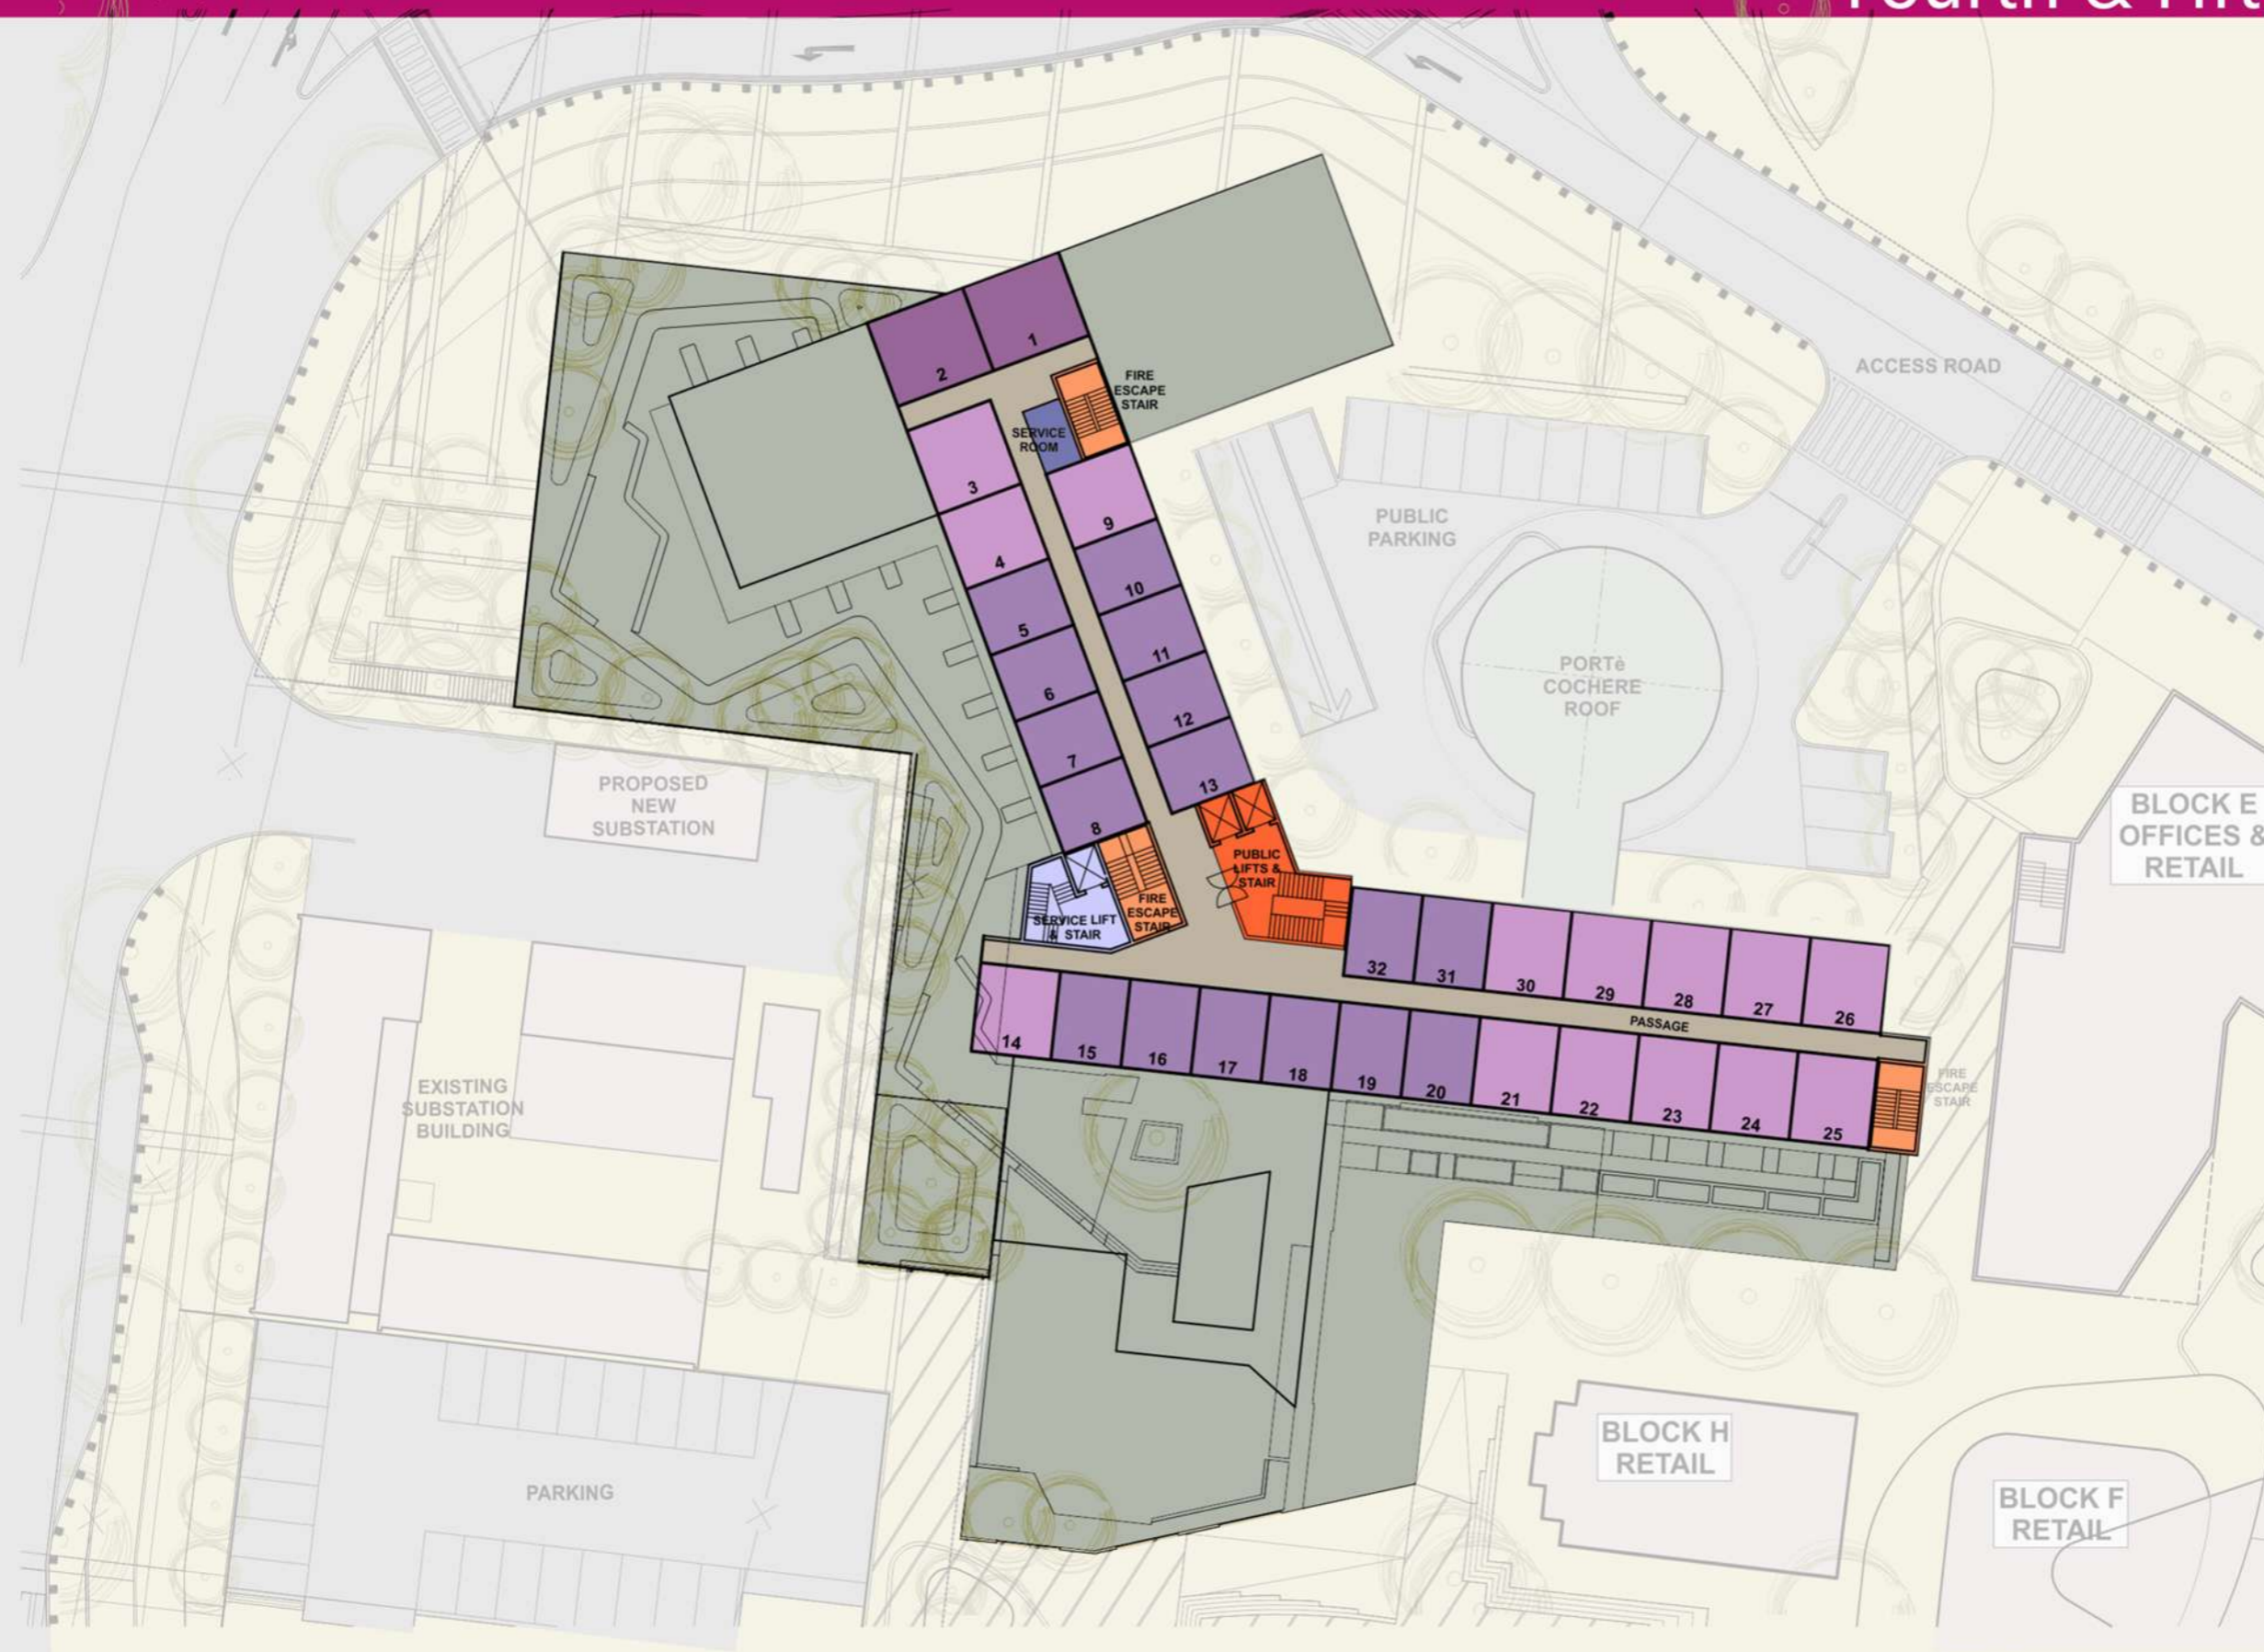 Fourth &
1
2
FIRE
ESCAPE
STAIR
SERVICE
ROOM
3
4
5
6
7
8
9
10
11
12
13
ACCESS ROAD
PUBLIC
PARKING
PORTè
COCHERE
ROOF
PROPOSED
NEW
SUBSTATION
BLOCK E
OFFICES &
RETAIL
PUBLIC
LIFTS &
STAIR
FIRE
ESCAPE
STAIR
SERVICE LIFT
& STAIR
32
31
30
29
28
27
26
PASSAGE
14
15
16
17
18
19
20
21
22
23
24
25
FIRE
ESCAPE
STAIR
EXISTING
SUBSTATION
BUILDING
PARKING
BLOCK H
RETAIL
BLOCK F
RETAIL